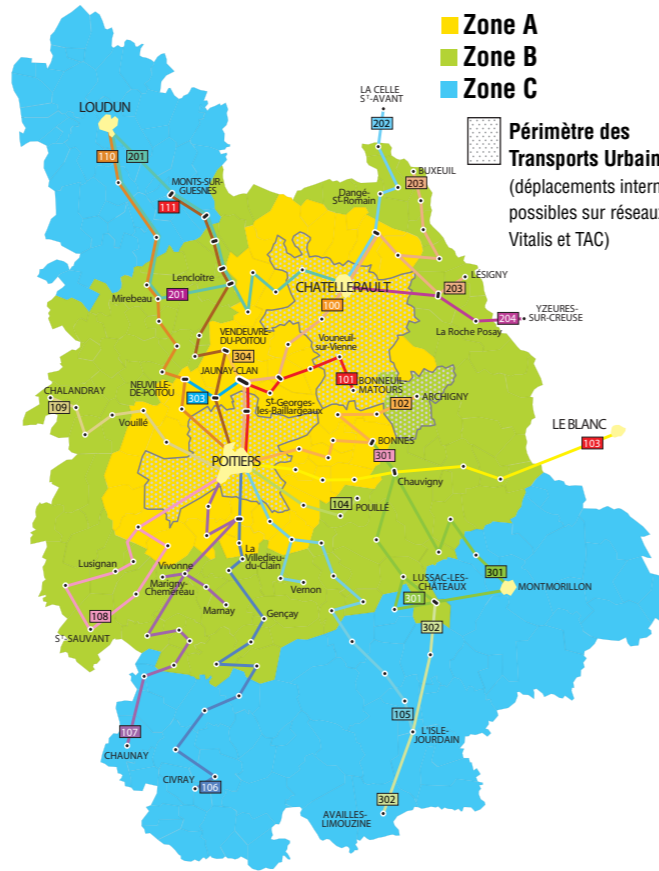 Zone A
Zone B
Zone C
Périmètre des
Transports Urbain
(déplacements intern
possibles sur réseau
Vitalis et TAC)
LA CELLE
Sᵗ-AVANT
202
LOUDUN
110
201
BUXEUIL
203
MONTS-SUR-
GUESNES
111
Dangé-
Sᵗ-Romain
Lencloître
201
Mirebeau
CHATELLERAULT
100
LÉSIGNY
203
YZEURES-
SUR-CREUSE
204
La Roche Posay
VENDEUVRE-
DU-POITOU
304
Vouneuil-
sur-Vienne
JAUNAY-CLAN
101
BONNEUIL-
MATOURS
NEUVILLE-
DE-POITOU
303
Sᵗ-Georges-
les-Baillargeaux
102
ARCHIGNY
CHALANDRAY
109
Vouillé
LE BLANC
103
BONNES
301
POITIERS
Chauvigny
104
POUILLÉ
La
Villedieu-
du-Clain
Lusignan
Vivonne
Marigny-
Chemereau
Marnay
Vernon
LUSSAC-LES-
CHÂTEAUX
301
301
MONTMORILLON
302
108
Sᵗ-SAUVANT
Gençay
105
107
CHAUNAY
L'ISLE-
JOURDAIN
CIVRAY
106
302
AVAILLES-
LIMOUZINE